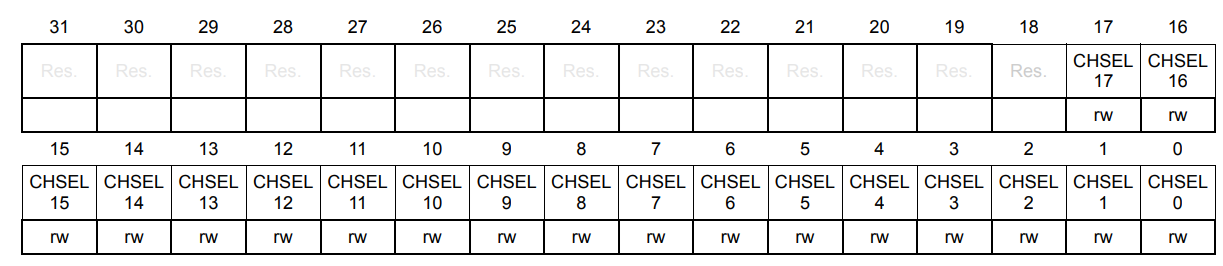 31 30 29 28 27 26 25 24 23 22 21 20 19 18 17 16
Res. Res. Res. Res. Res. Res. Res. Res. Res. Res. Res. Res. Res. Res. CHSEL 17 CHSEL 16
rw rw
15 14 13 12 11 10 9 8 7 6 5 4 3 2 1 0
CHSEL 15 CHSEL 14 CHSEL 13 CHSEL 12 CHSEL 11 CHSEL 10 CHSEL 9 CHSEL 8 CHSEL 7 CHSEL 6 CHSEL 5 CHSEL 4 CHSEL 3 CHSEL 2 CHSEL 1 CHSEL 0
rw rw rw rw rw rw rw rw rw rw rw rw rw rw rw rw